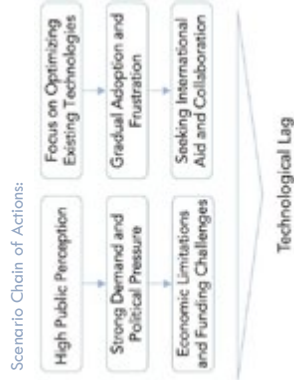 Scenario Chain of Actions:
High Public Perception
Strong Demand and
Political Pressure
Economic Limitations
and Funding Challenges
Focus on Optimizing
Existing Technologies
Gradual Adoption and
Frustration
Seeking International
Aid and Collaboration
Technological Lag